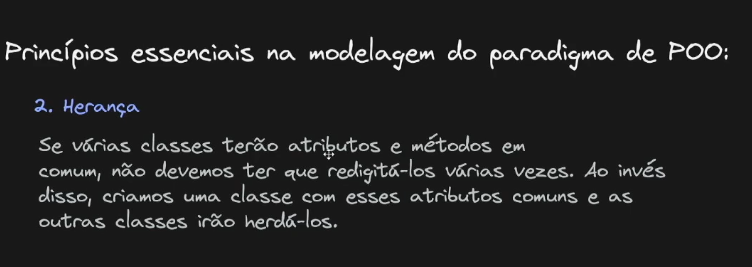 Princípios essenciais na modelagem do paradigma de POO:
2. Herança
Se várias classes terão atributos e métodos em
comum, não devemos ter que redigitá-los várias vezes. Ao invés
disso, criamos uma classe com esses atributos comuns e as
outras classes irão herdá-los.